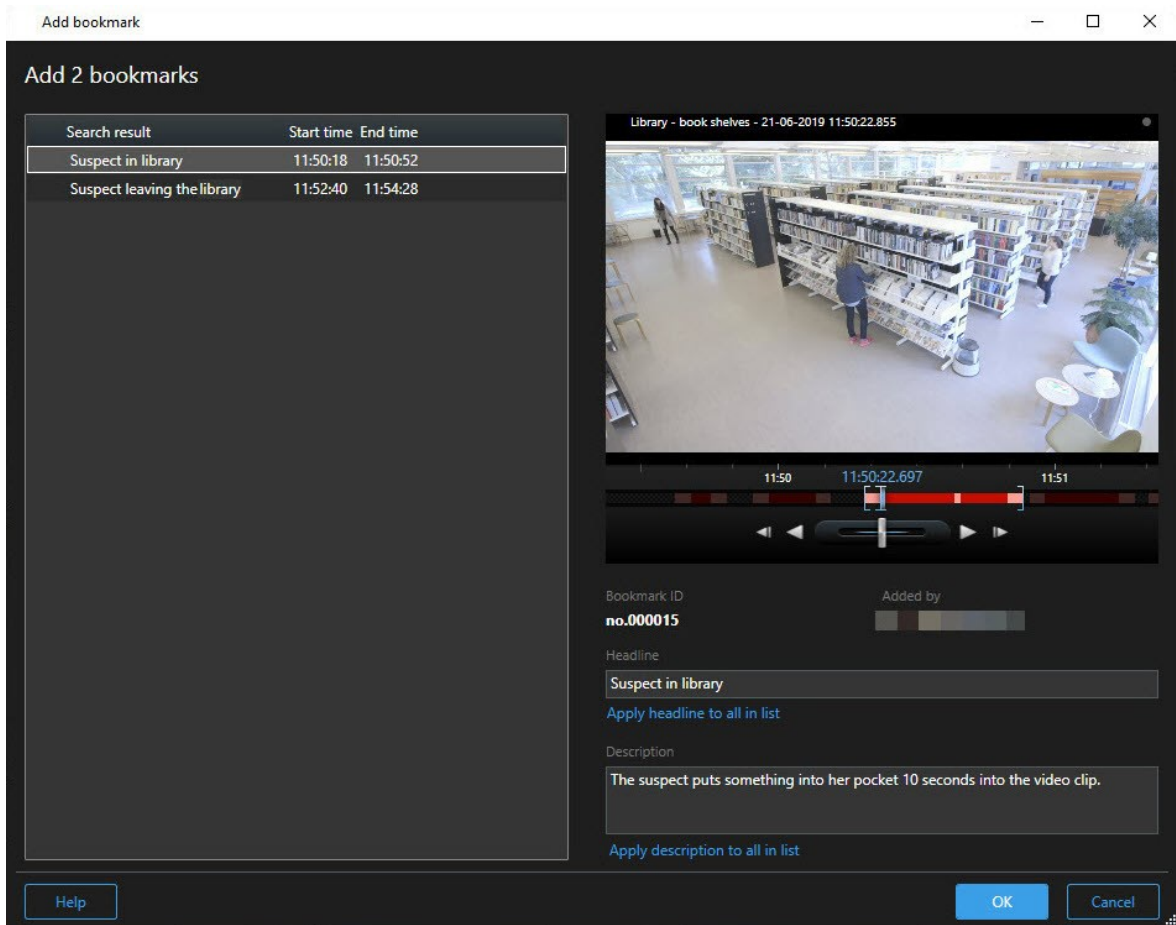 Add bookmark
Add 2 bookmarks
Search result Start time End time
Suspect in library 11:50:18 11:50:52
Suspect leaving the library 11:52:40 11:54:28
Library - book shelves - 21-06-2019 11:50:22.855
11:50 11:50:22.697 11:51
Bookmark ID Added by
no.000015
Headline
Suspect in library
Apply headline to all in list
Description
The suspect puts something into her pocket 10 seconds into the video clip.
Apply description to all in list
Help OK Cancel